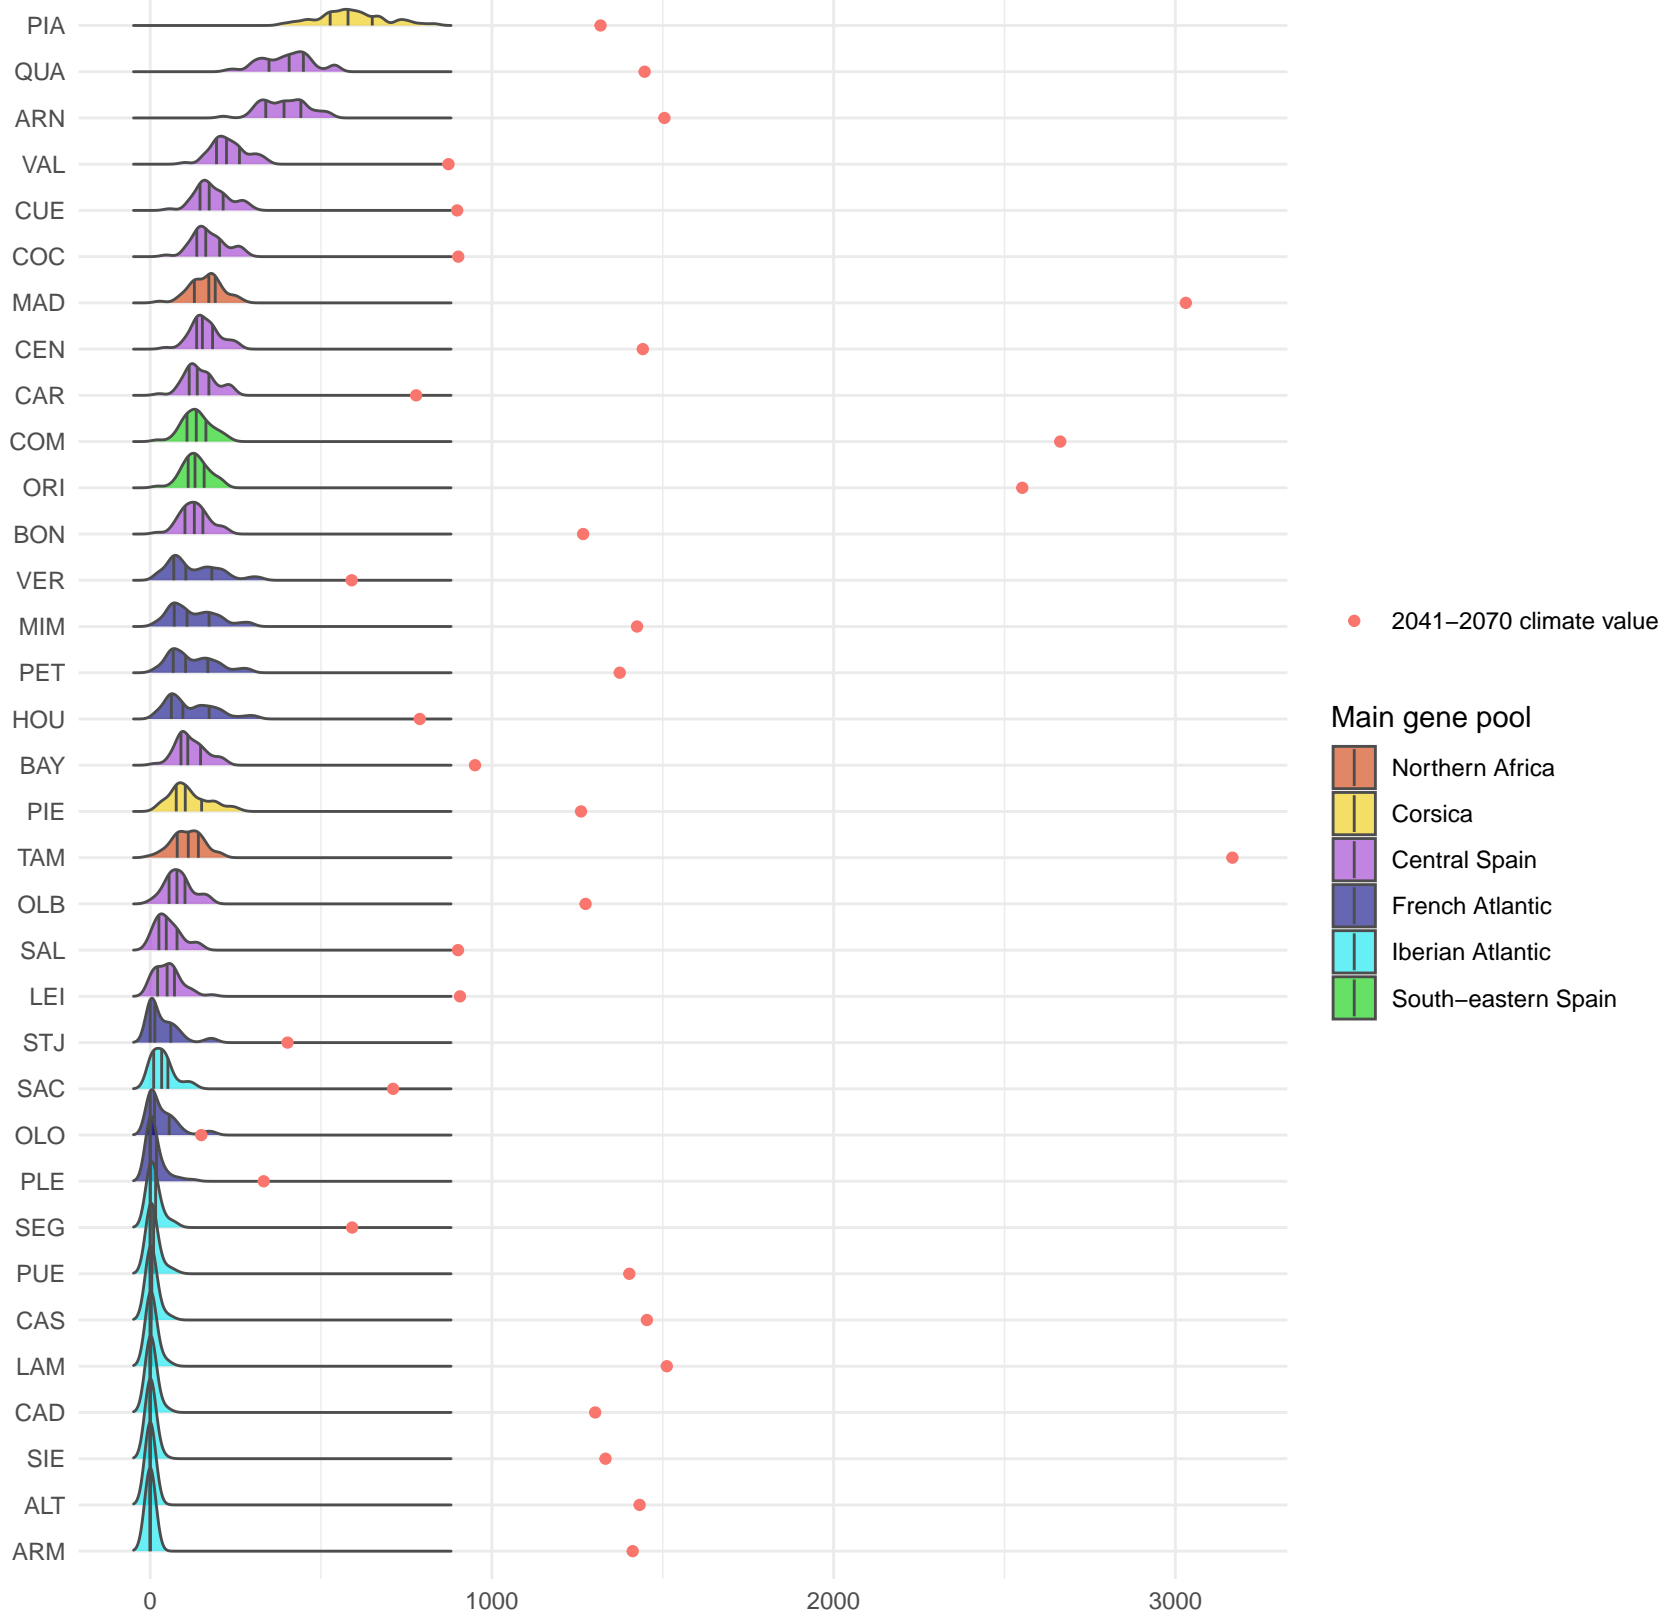 PIA
QUA
ARN
VAL
CUE
COC
MAD
CEN
CAR
COM
ORI
BON
VER
MIM
PET
HOU
BAY
PIE
TAM
OLB
SAL
LEI
STJ
SAC
OLO
PLE
SEG
PUE
CAS
LAM
CAD
SIE
ALT
ARM
0 1000 2000 3000
2041−2070 climate value
Main gene pool
Northern Africa
Corsica
Central Spain
French Atlantic
Iberian Atlantic
South−eastern Spain